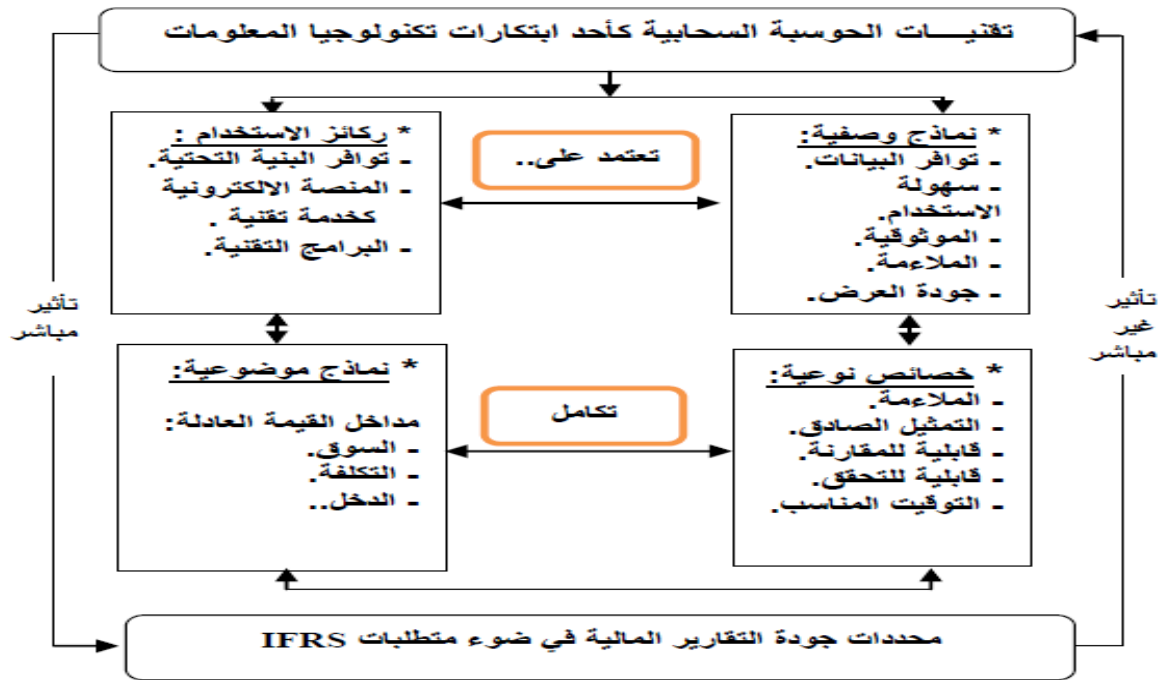 تقنيـــات الحوسبة السحابية كأحد ابتكارات تكنولوجيا المعلومات
* نماذج وصفية:
- توافر البيانات.
- سهولة
الاستخدام.
- الموثوقية.
- الملاءمة.
- جودة العرض.
تعتمد على..
* ركائز الاستخدام :
- توافر البنية التحتية.
- المنصة الالكترونية
كخدمة تقنية .
- البرامج التقنية.
تأثير
غير
مباشر
تأثير
مباشر
* خصائص نوعية:
- الملاءمة.
- التمثيل الصادق.
- قابلية للمقارنة.
- قابلية للتحقق.
- التوقيت المناسب.
تكامل
* نماذج موضوعية:
مداخل القيمة العادلة:
- السوق.
- التكلفة.
- الدخل..
محددات جودة التقارير المالية في ضوء متطلبات IFRS